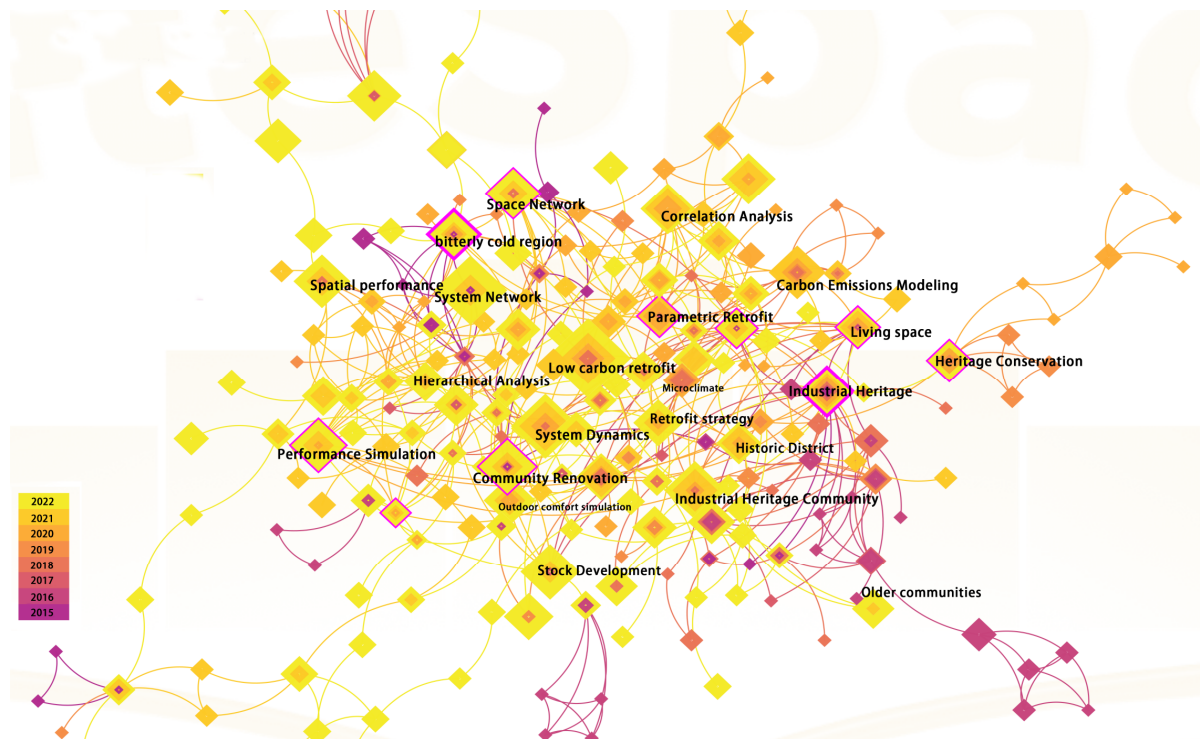 Space Network
Correlation Analysis
bitterly cold region
Spatial performance
Carbon Emissions Modeling
System Network
Parametric Retrofit
Living space
Heritage Conservation
Low carbon retrofit
Hierarchical Analysis
Microclimate
Industrial Heritage
Retrofit strategy
System Dynamics
Historic District
Performance Simulation
Community Renovation
Industrial Heritage Community
Outdoor comfort simulation
Stock Development
Older communities
2022
2021
2020
2019
2018
2017
2016
2015